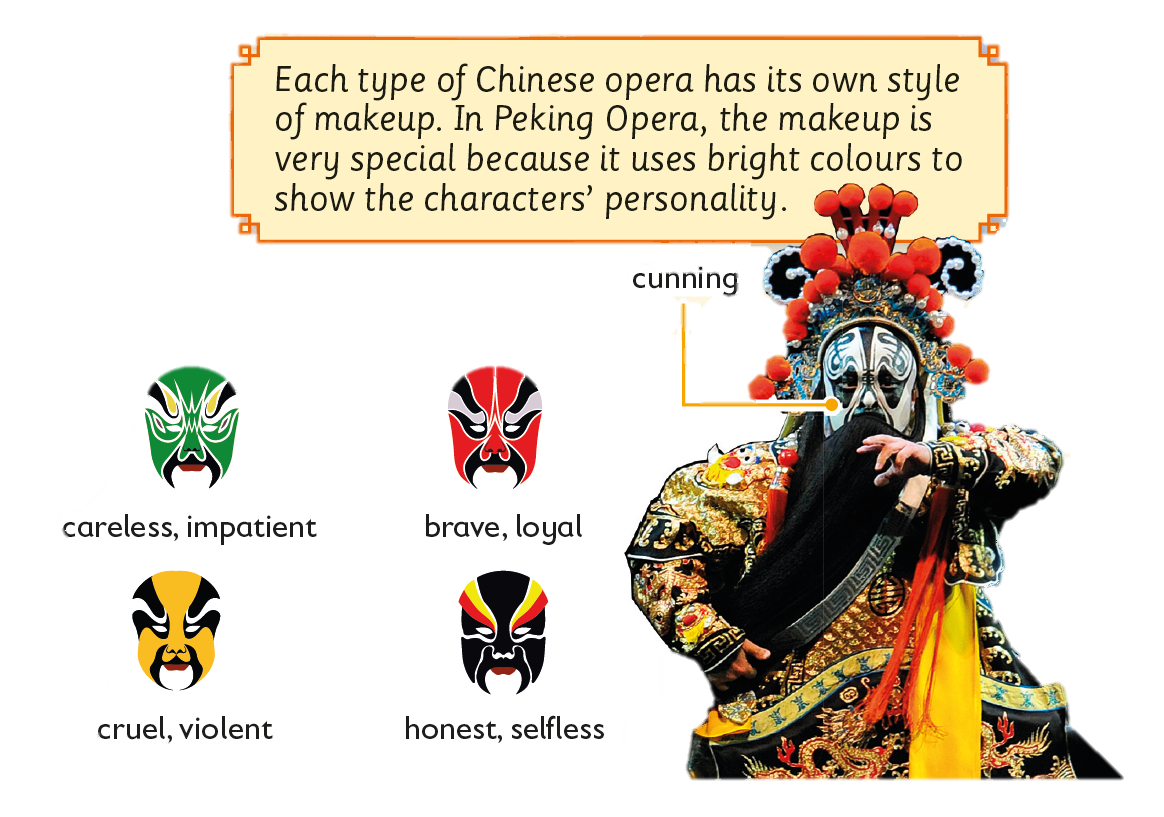 Each type of Chinese opera has its own style
of makeup. In Peking Opera, the makeup is
very special because it uses bright colours to
show the characters’ personality.
cunning
careless, impatient
brave, loyal
cruel, violent
honest, selfless